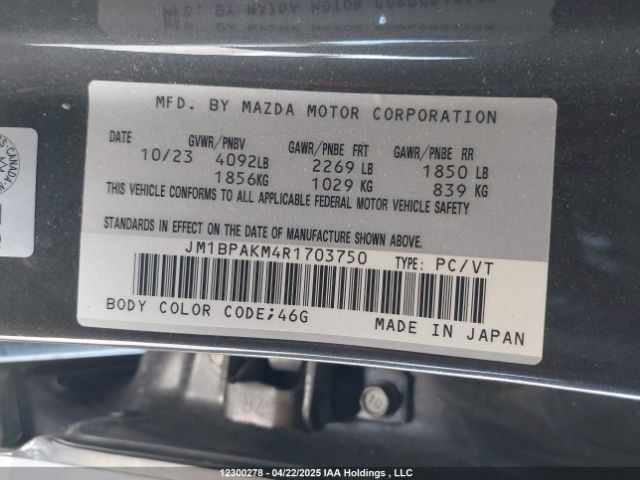 MFD. BY MAZDA MOTOR CORPORATION
DATE GVWR/PNBV GAWR/PNBE FRT GAWR/PNBE RR
10/23 4092LB 2269 LB 1850 LB
1856KG 1029 KG 839 KG
THIS VEHICLE CONFORMS TO ALL APPLICABLE FEDERAL MOTOR VEHICLE SAFETY
STANDARDS IN EFFECT ON THE DATE OF MANUFACTURE SHOWN ABOVE.
JM1BPAKM4R1703750 TYPE: PC/VT
BODY COLOR CODE;46G
MADE IN JAPAN
CANADA
12300278 - 04/22/2025 IAA Holdings , LLC